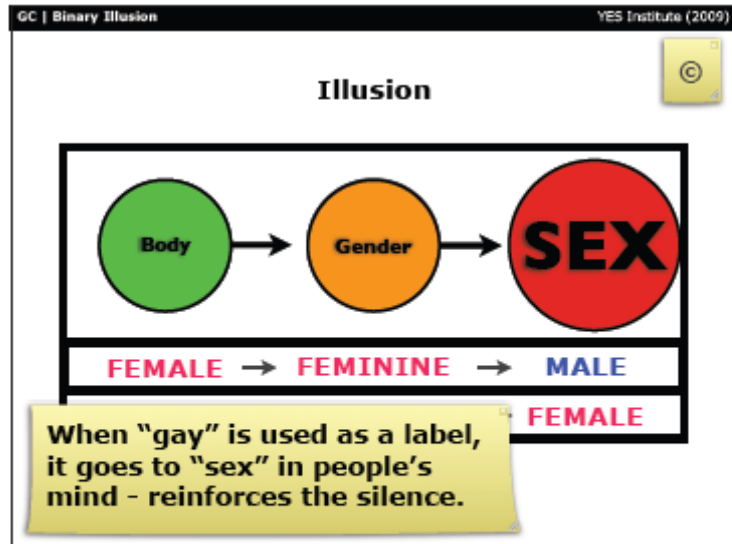 GC | Binary Illusion YES Institute (2009)
©
Illusion
Body Gender SEX
FEMALE → FEMININE → MALE
FEMALE
When “gay” is used as a label,
it goes to “sex” in people’s
mind - reinforces the silence.